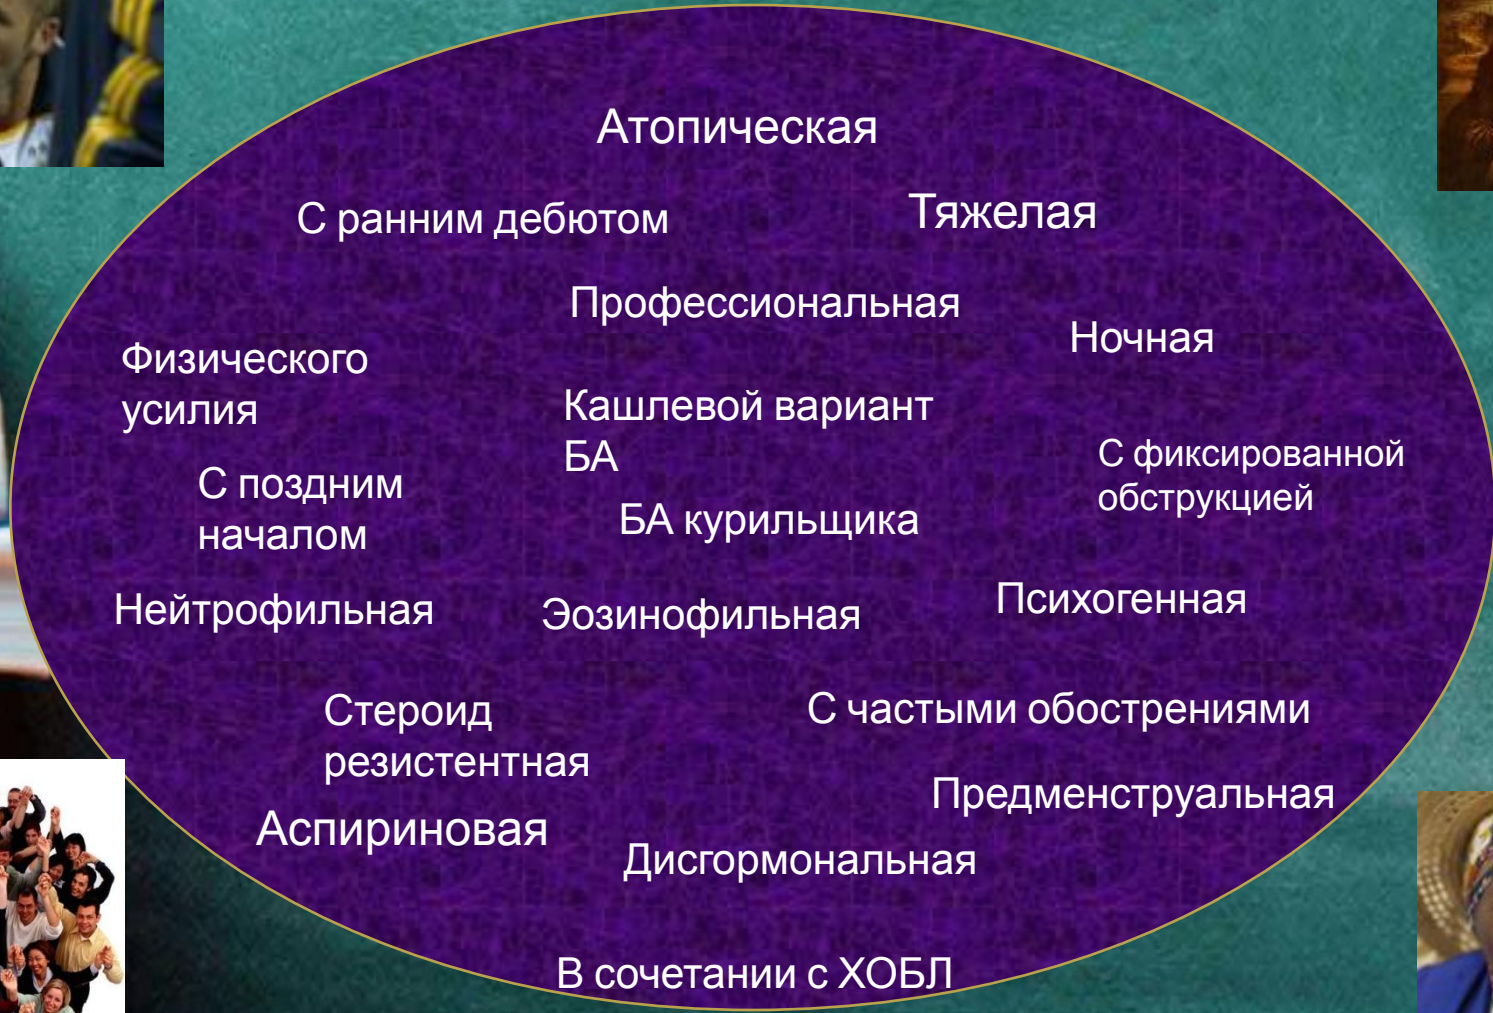 Атопическая
С ранним дебютом
Тяжелая
Профессиональная
Ночная
Физического
усилия
Кашлевой вариант
БА
С фиксированной
обструкцией
С поздним
началом
БА курильщика
Нейтрофильная
Эозинофильная
Психогенная
Стероид
резистентная
С частыми обострениями
Предменструальная
Аспириновая
Дисгормональная
В сочетании с ХОБЛ